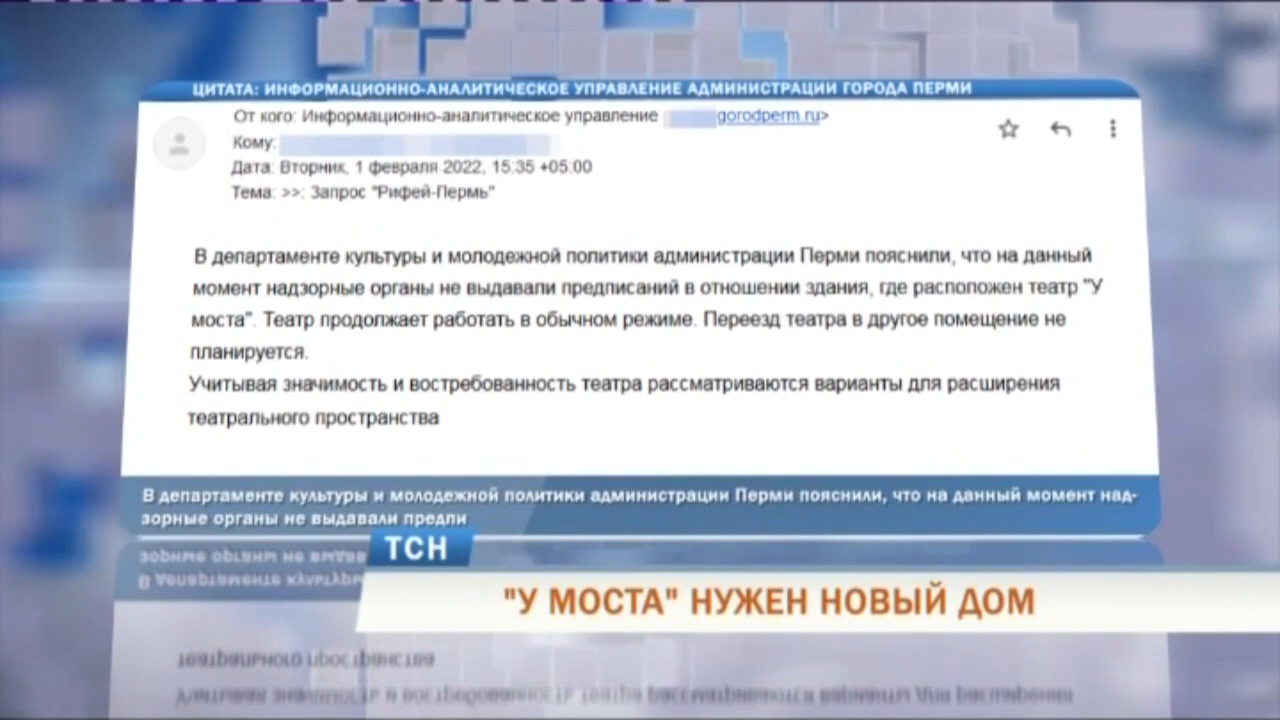 ЦИТАТА: ИНФОРМАЦИОННО-АНАЛИТИЧЕСКОЕ УПРАВЛЕНИЕ АДМИНИСТРАЦИИ ГОРОДА ПЕРМИ
От кого: Информационно-аналитическое управление gorodperm.ru>
Кому:
Дата: Вторник, 1 февраля 2022, 15:35 +05:00
Тема: >>: Запрос "Рифей-Пермь"
В департаменте культуры и молодежной политики администрации Перми пояснили, что на данный
момент надзорные органы не выдавали предписаний в отношении здания, где расположен театр "У
моста". Театр продолжает работать в обычном режиме. Переезд театра в другое помещение не
планируется.
Учитывая значимость и востребованность театра рассматриваются варианты для расширения
театрального пространства
В департаменте культуры и молодежной политики администрации Перми пояснили, что на данный момент над-
зорные органы не выдавали предпи
ТСН
"У МОСТА" НУЖЕН НОВЫЙ ДОМ